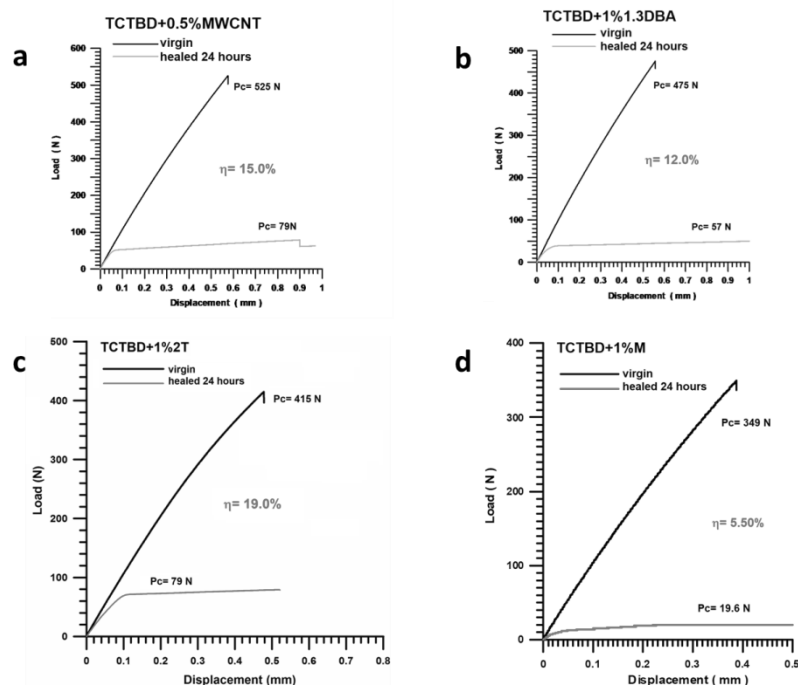 a
TCTBD+0.5%MWCNT
virgin
healed 24 hours
600
500
400
300
200
100
0
Load ( N )
Pc= 525 N
η= 15.0%
Pc= 79N
0 0.1 0.2 0.3 0.4 0.5 0.6 0.7 0.8 0.9 1
Displacement ( mm )
b
TCTBD+1%1.3DBA
virgin
healed 24 hours
500
400
300
200
100
0
Load ( N )
Pc= 475 N
η= 12.0%
Pc= 57 N
0 0.1 0.2 0.3 0.4 0.5 0.6 0.7 0.8 0.9 1
Displacement ( mm )
c
TCTBD+1%2T
virgin
healed 24 hours
500
400
300
200
100
0
Load (N)
Pc= 415 N
η= 19.0%
Pc= 79 N
0 0.1 0.2 0.3 0.4 0.5 0.6 0.7 0.8
Displacement (mm)
d
TCTBD+1%M
virgin
healed 24 hours
400
300
200
100
0
Load ( N )
Pc= 349 N
η= 5.50%
Pc= 19.6 N
0 0.1 0.2 0.3 0.4 0.5
Displacement ( mm )